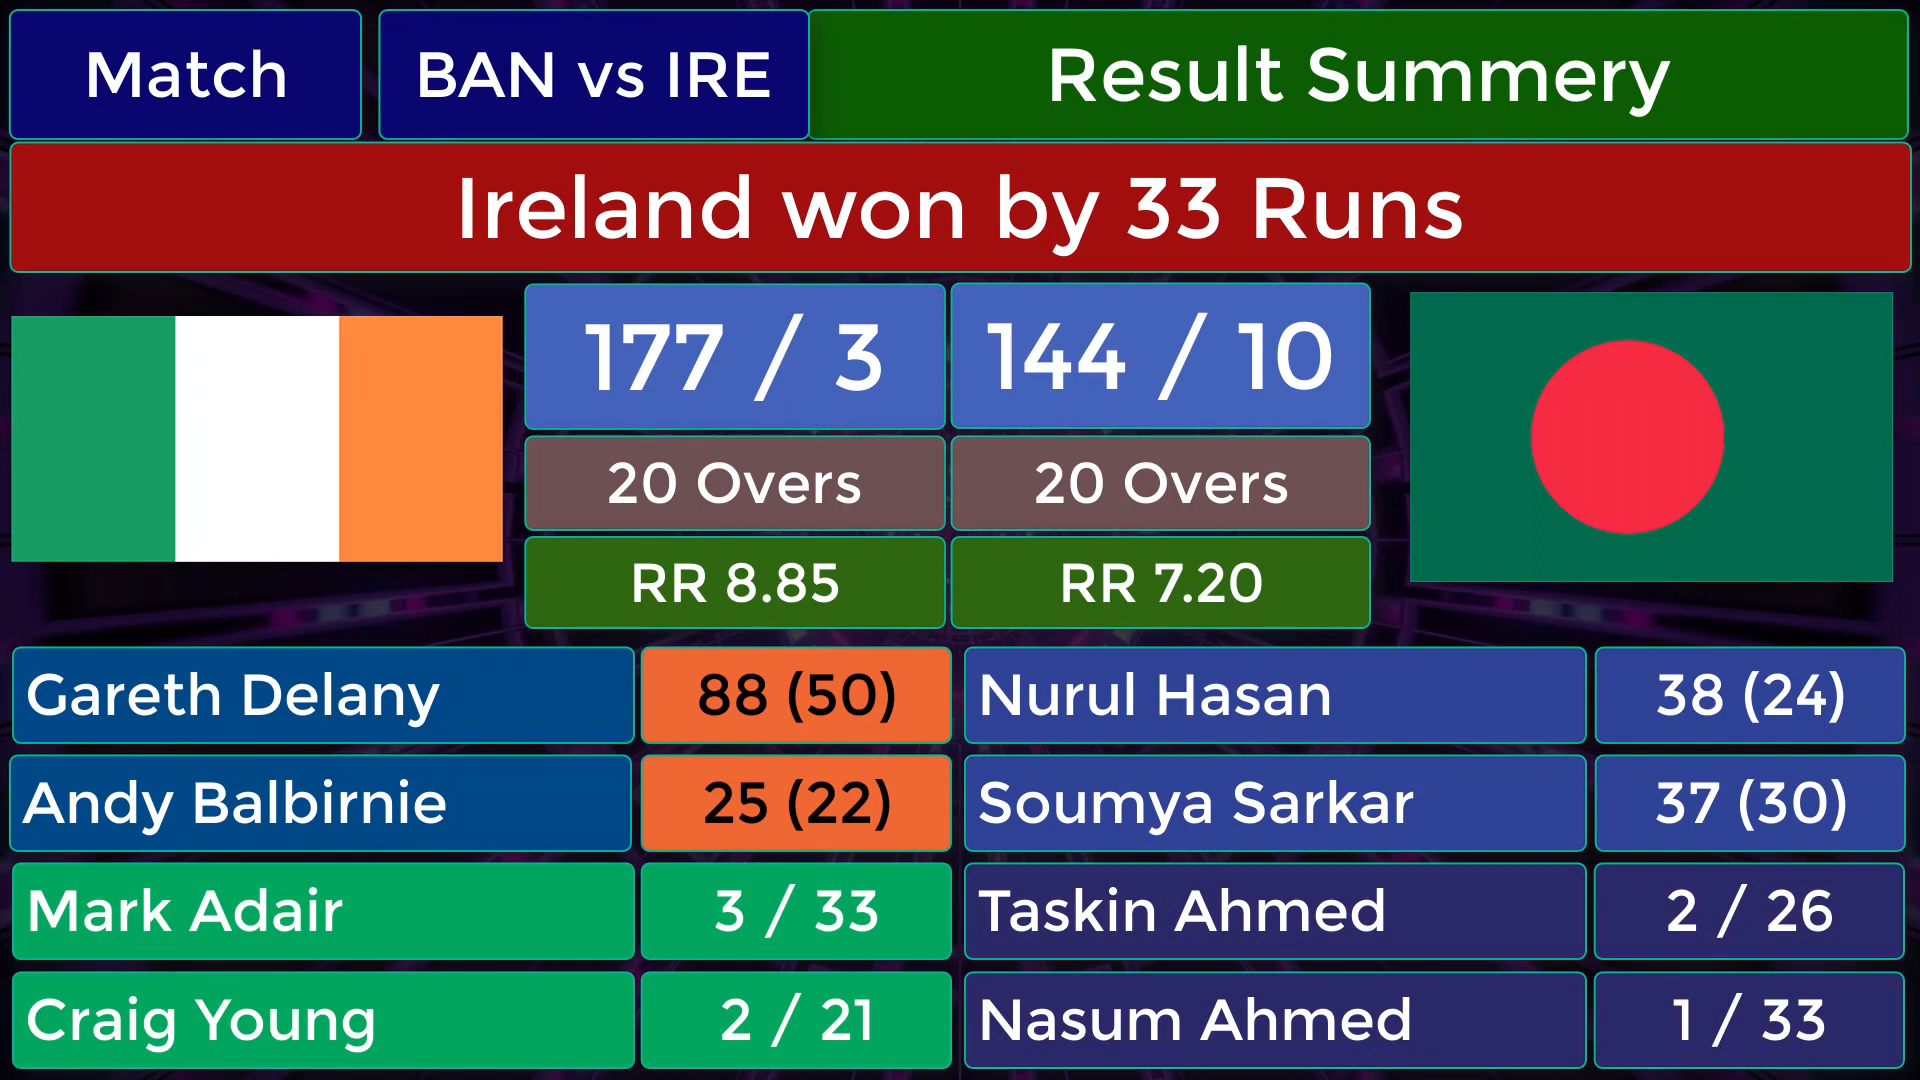 Match BAN vs IRE Result Summery
Ireland won by 33 Runs
177 / 3 144 / 10
20 Overs 20 Overs
RR 8.85 RR 7.20
Gareth Delany 88 (50) Nurul Hasan 38 (24)
Andy Balbirnie 25 (22) Soumya Sarkar 37 (30)
Mark Adair 3 / 33 Taskin Ahmed 2 / 26
Craig Young 2 / 21 Nasum Ahmed 1 / 33